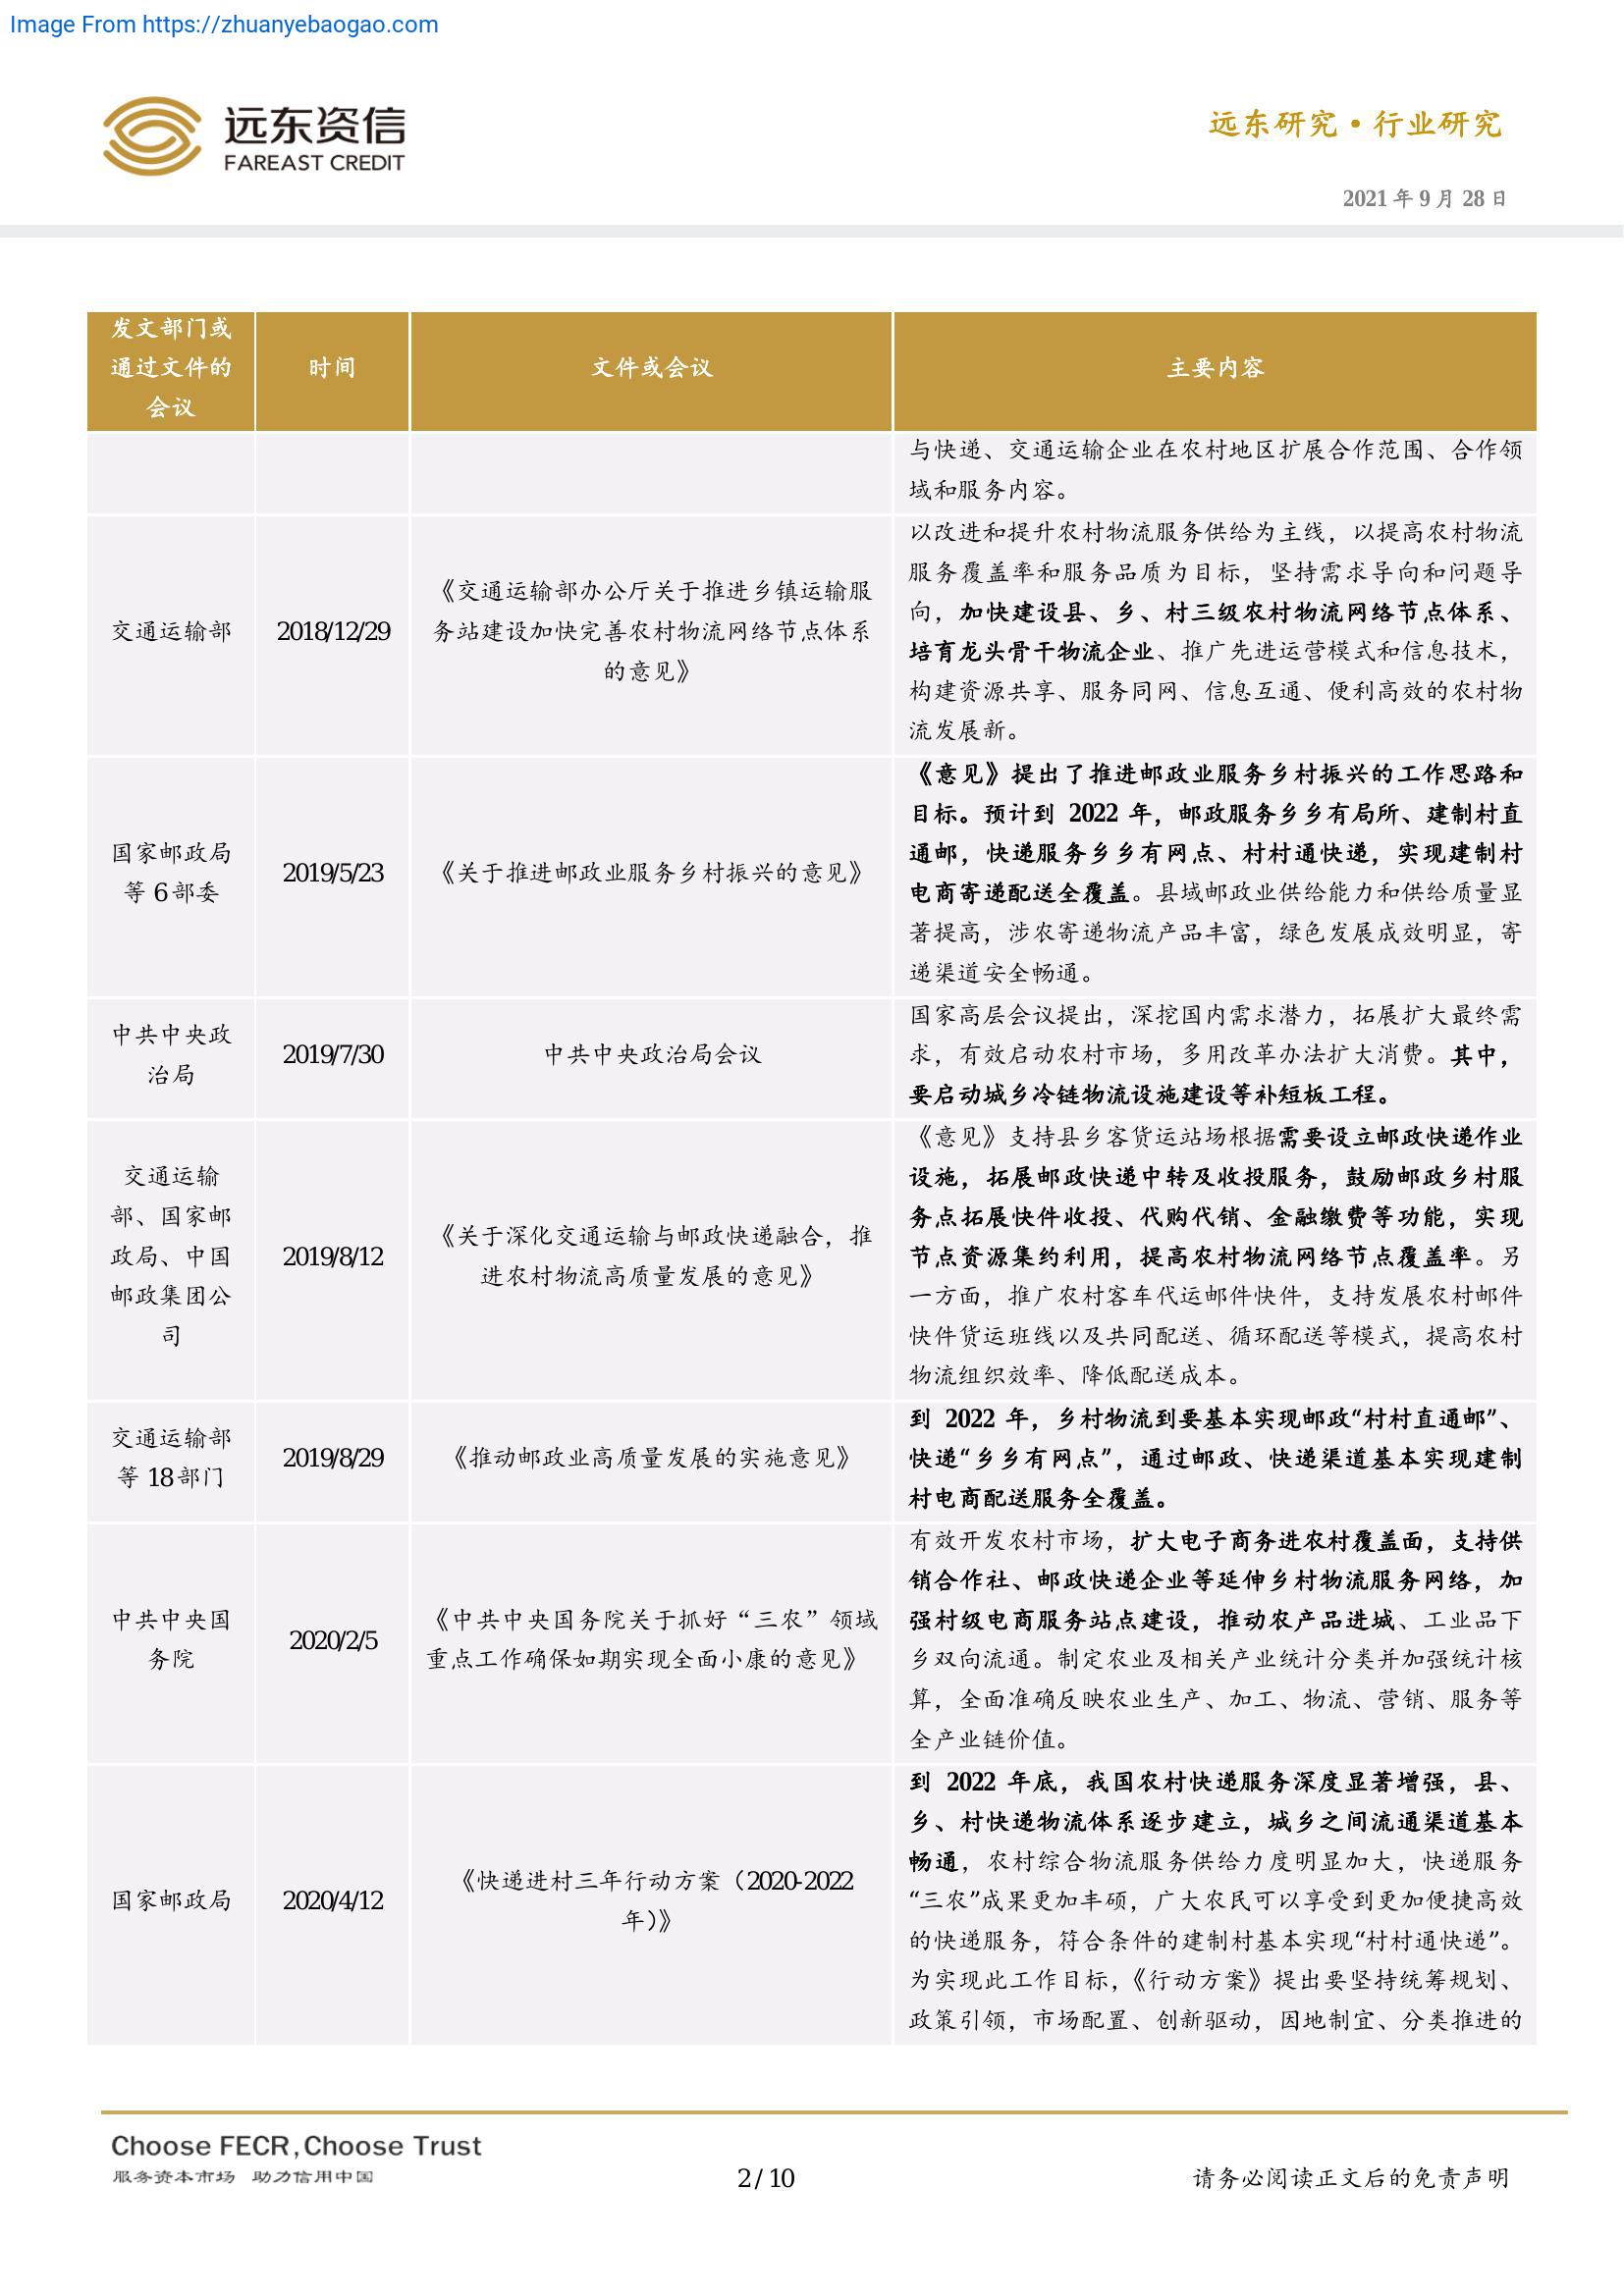 Image From https://zhuanyebaogao.com
远东资信
FAREAST CREDIT
远东研究·行业研究
2021 年 9 月 28 日
发文部门或
通过文件的
会议
时间
文件或会议
主要内容
与快递、交通运输企业在农村地区扩展合作范围、合作领
域和服务内容。
交通运输部
2018/12/29
《交通运输部办公厅关于推进乡镇运输服
务站建设加快完善农村物流网络节点体系
的意见》
以改进和提升农村物流服务供给为主线，以提高农村物流
服务覆盖率和服务品质为目标，坚持需求导向和问题导
向，加快建设县、乡、村三级农村物流网络节点体系、
培育龙头骨干物流企业、推广先进运营模式和信息技术，
构建资源共享、服务同网、信息互通、便利高效的农村物
流发展新。
国家邮政局
等 6 部委
2019/5/23
《关于推进邮政业服务乡村振兴的意见》
《意见》提出了推进邮政业服务乡村振兴的工作思路和
目标。预计到 2022 年，邮政服务乡乡有局所、建制村直
通邮，快递服务乡乡有网点、村村通快递，实现建制村
电商寄递配送全覆盖。县域邮政业供给能力和供给质量显
著提高，涉农寄递物流产品丰富，绿色发展成效明显，寄
递渠道安全畅通。
中共中央政
治局
2019/7/30
中共中央政治局会议
国家高层会议提出，深挖国内需求潜力，拓展扩大最终需
求，有效启动农村市场，多用改革办法扩大消费。其中，
要启动城乡冷链物流设施建设等补短板工程。
交通运输
部、国家邮
政局、中国
邮政集团公
司
2019/8/12
《关于深化交通运输与邮政快递融合，推
进农村物流高质量发展的意见》
《意见》支持县乡客货运站场根据需要设立邮政快递作业
设施，拓展邮政快递中转及收投服务，鼓励邮政乡村服
务点拓展快件收投、代购代销、金融缴费等功能，实现
节点资源集约利用，提高农村物流网络节点覆盖率。另
一方面，推广农村客车代运邮件快件，支持发展农村邮件
快件货运班线以及共同配送、循环配送等模式，提高农村
物流组织效率、降低配送成本。
交通运输部
等 18 部门
2019/8/29
《推动邮政业高质量发展的实施意见》
到 2022 年，乡村物流到要基本实现邮政“村村直通邮”、
快递“乡乡有网点”，通过邮政、快递渠道基本实现建制
村电商配送服务全覆盖。
中共中央国
务院
2020/2/5
《中共中央国务院关于抓好“三农”领域
重点工作确保如期实现全面小康的意见》
有效开发农村市场，扩大电子商务进农村覆盖面，支持供
销合作社、邮政快递企业等延伸乡村物流服务网络，加
强村级电商服务站点建设，推动农产品进城、工业品下
乡双向流通。制定农业及相关产业统计分类并加强统计核
算，全面准确反映农业生产、加工、物流、营销、服务等
全产业链价值。
国家邮政局
2020/4/12
《快递进村三年行动方案（2020-2022
年）》
到 2022 年底，我国农村快递服务深度显著增强，县、
乡、村快递物流体系逐步建立，城乡之间流通渠道基本
畅通，农村综合物流服务供给力度明显加大，快递服务
“三农”成果更加丰硕，广大农民可以享受到更加便捷高效
的快递服务，符合条件的建制村基本实现“村村通快递”。
为实现此工作目标，《行动方案》提出要坚持统筹规划、
政策引领，市场配置、创新驱动，因地制宜、分类推进的
Choose FECR，Choose Trust
服务资本市场 助力信用中国
2 / 10
请务必阅读正文后的免责声明